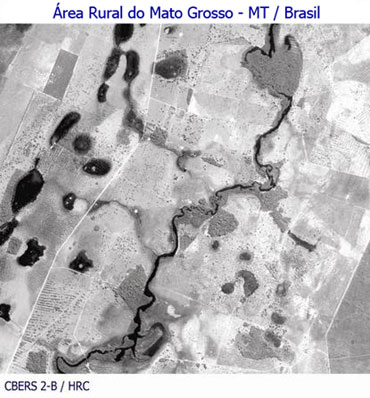 Área Rural do Mato Grosso - MT / Brasil
CBERS 2-B / HRC